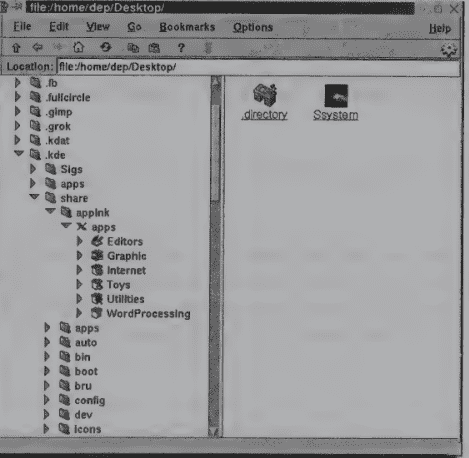 file:/home/dep/Desktop/
File Edit View Go Bookmarks Options Help
?
Location: file:/home/dep/Desktop/
.fb
.fullcircle
.gimp
.grok
.kdat
.kde
Sigs
apps
share
applnk
apps
Editors
Graphic
Internet
Toys
Utilities
WordProcessing
apps
auto
bin
boot
bru
config
dev
icons
.directory Ssystem